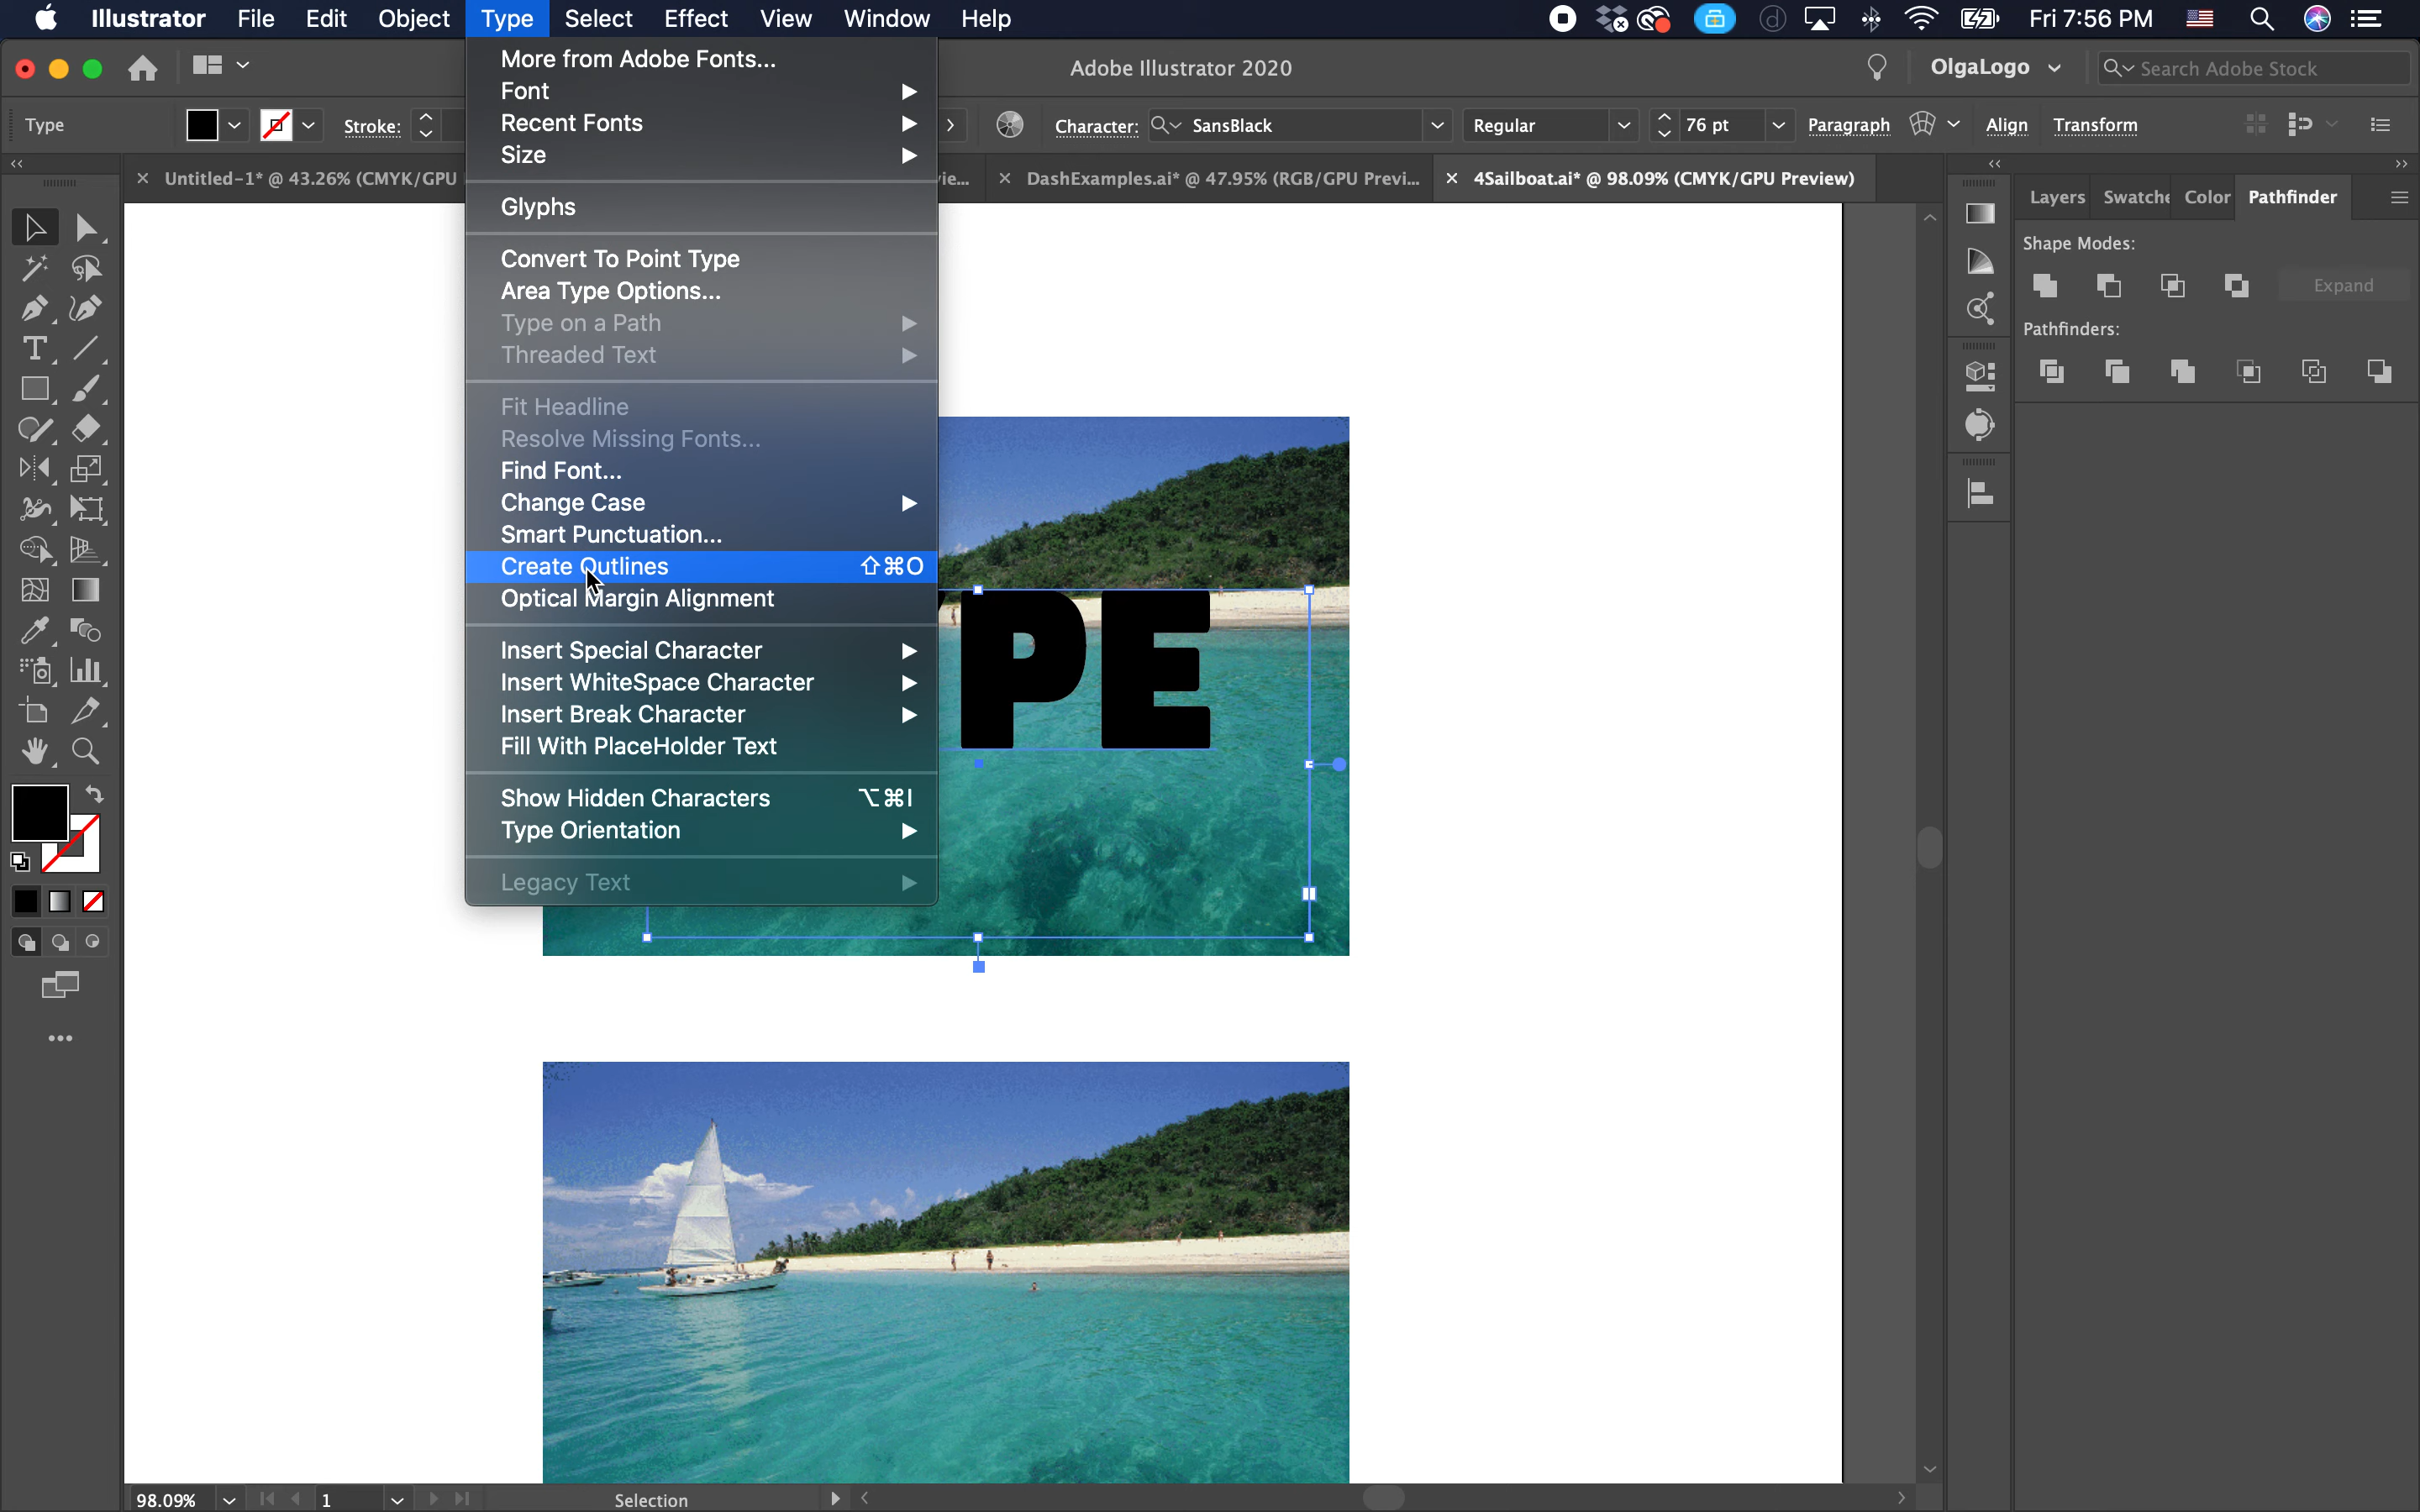 Illustrator File Edit Object Type Select Effect View Window Help Fri 7:56 PM
Adobe Illustrator 2020 OlgaLogo Search Adobe Stock
Type Stroke: Character: SansBlack Regular 76 pt Paragraph Align Transform
Untitled-1* @ 43.26% (CMYK/GPU ie... DashExamples.ai* @ 47.95% (RGB/GPU Previ... 4Sailboat.ai* @ 98.09% (CMYK/GPU Preview)
More from Adobe Fonts...
Font
Recent Fonts
Size
Glyphs
Convert To Point Type
Area Type Options...
Type on a Path
Threaded Text
Fit Headline
Resolve Missing Fonts...
Find Font...
Change Case
Smart Punctuation...
Create Outlines ⇧⌘O
Optical Margin Alignment
Insert Special Character
Insert WhiteSpace Character
Insert Break Character
Fill With PlaceHolder Text
Show Hidden Characters ⌥⌘I
Type Orientation
Legacy Text
PE
Layers Swatche Color Pathfinder
Shape Modes:
Expand
Pathfinders:
98.09% 1 Selection